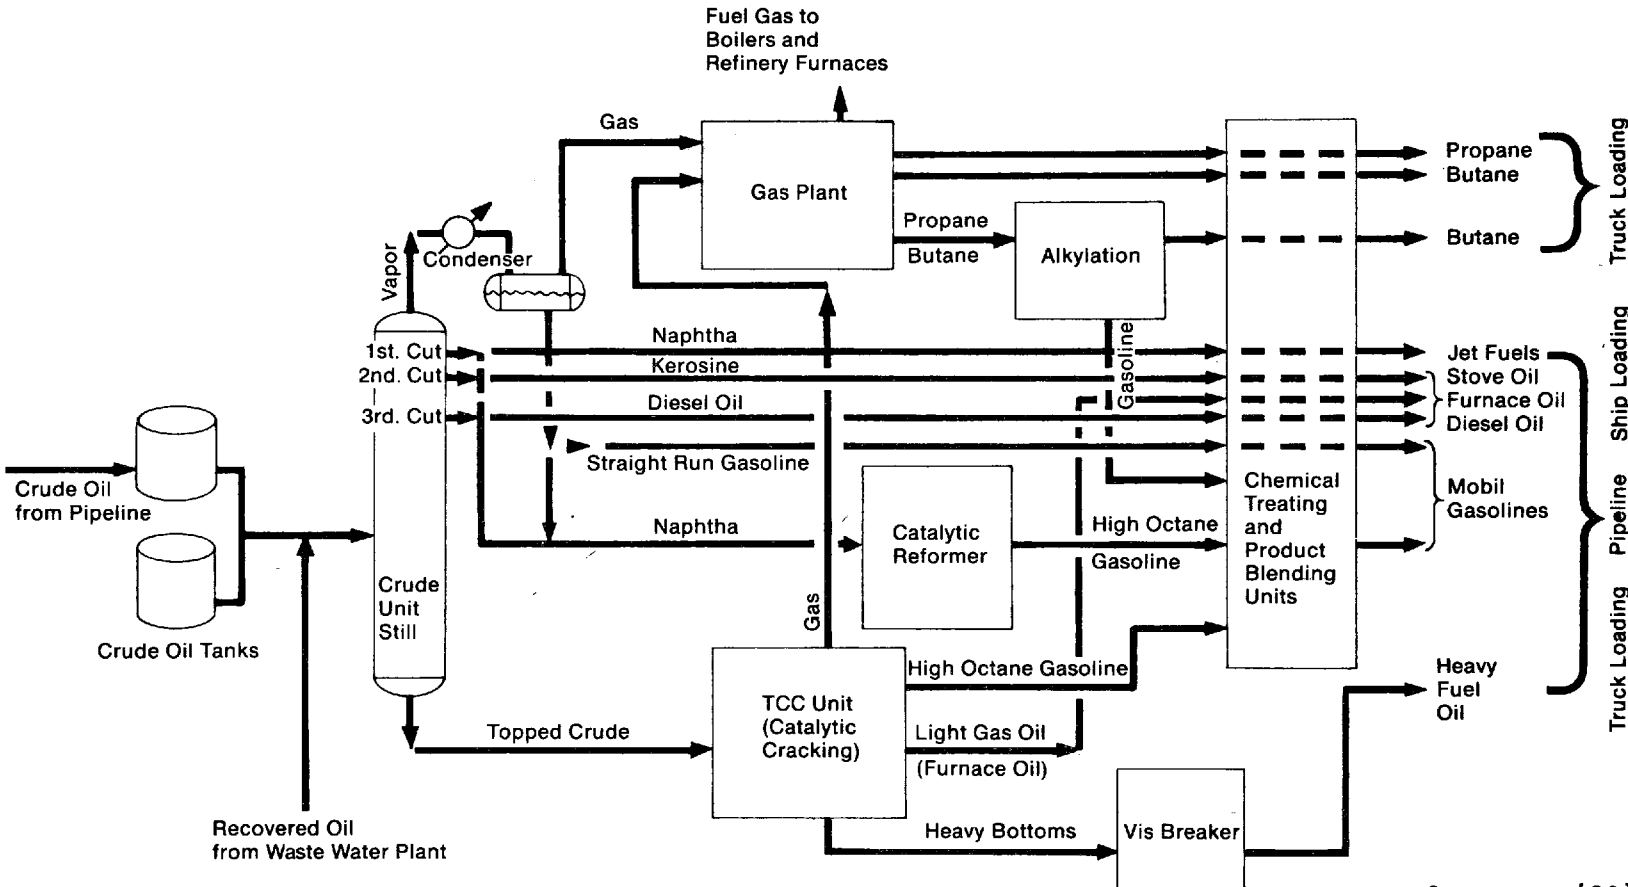 Fuel Gas to
Boilers and
Refinery Furnaces
Gas
Gas Plant
Propane
Butane
Alkylation
Propane
Butane
Butane
Truck Loading
Vapor
Condenser
1st. Cut
2nd. Cut
3rd. Cut
Naphtha
Kerosine
Diesel Oil
Straight Run Gasoline
Naphtha
Gasoline
Jet Fuels
Stove Oil
Furnace Oil
Diesel Oil
Mobil
Gasolines
Ship Loading
Pipeline
Truck Loading
Crude Oil
from Pipeline
Crude Oil Tanks
Crude
Unit
Still
Catalytic
Reformer
High Octane
Gasoline
Chemical
Treating
and
Product
Blending
Units
Gas
High Octane Gasoline
TCC Unit
(Catalytic
Cracking)
Light Gas Oil
(Furnace Oil)
Topped Crude
Heavy
Fuel
Oil
Recovered Oil
from Waste Water Plant
Heavy Bottoms
Vis Breaker